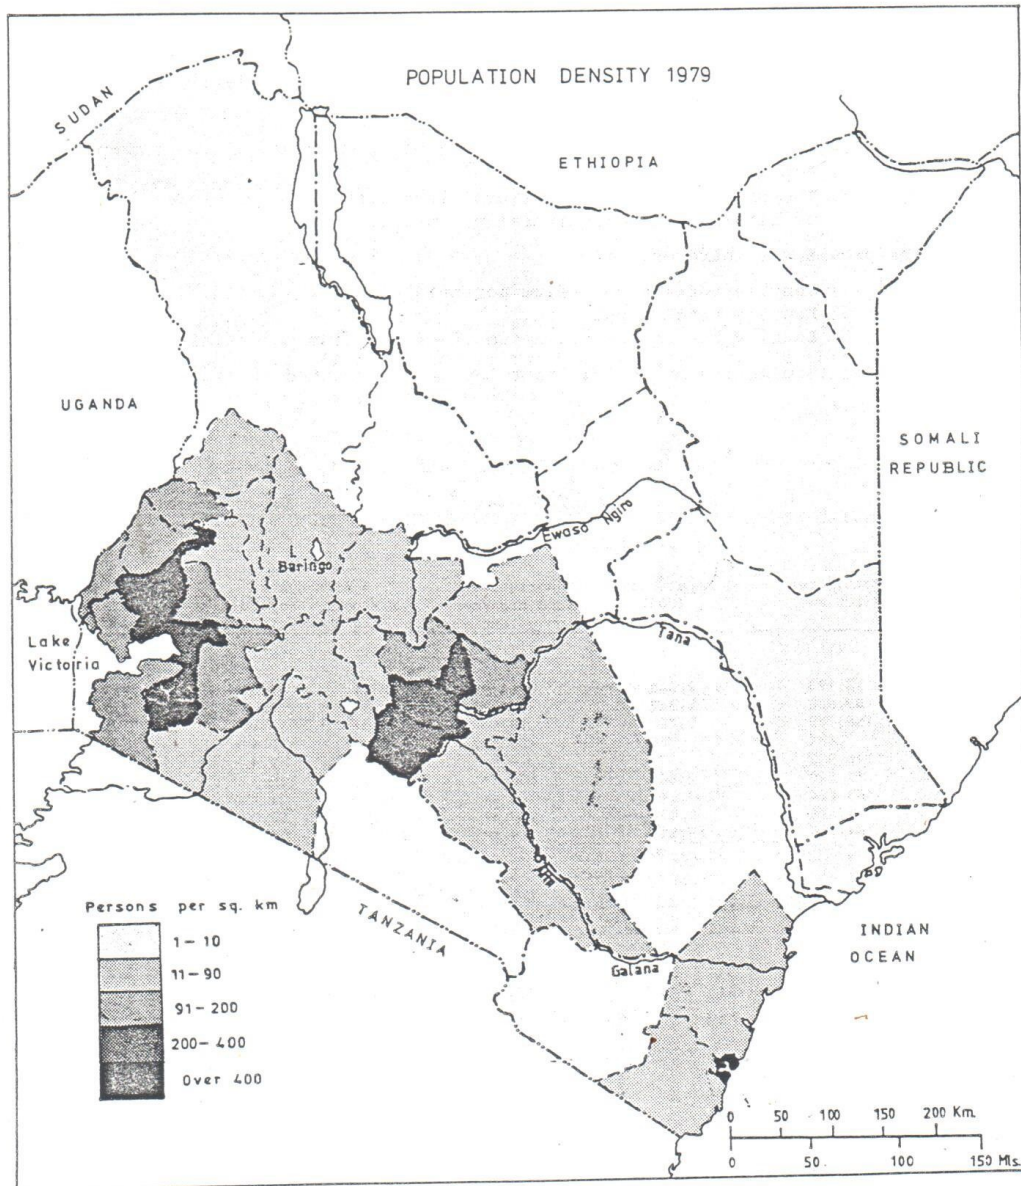 POPULATION DENSITY 1979
SUDAN
ETHIOPIA
UGANDA
SOMALI
REPUBLIC
Ewaso Ngiro
L.
Baringo
Lake
Victoria
Tana
Athi
TANZANIA
Galana
INDIAN
OCEAN
Persons per sq. km
1-10
11-90
91-200
200-400
Over 400
0 50 100 150 200 Km.
0 50 100 150 Mls.